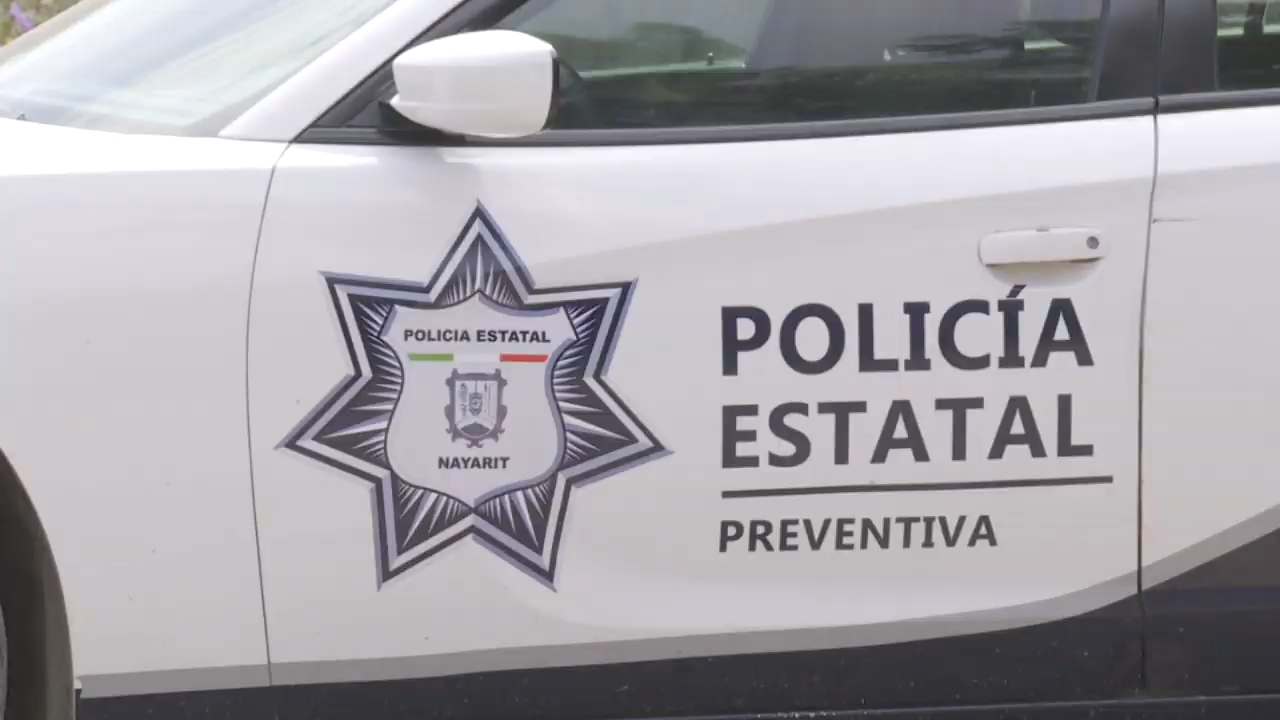 POLICIA ESTATAL
NAYARIT
POLICÍA
ESTATAL
PREVENTIVA